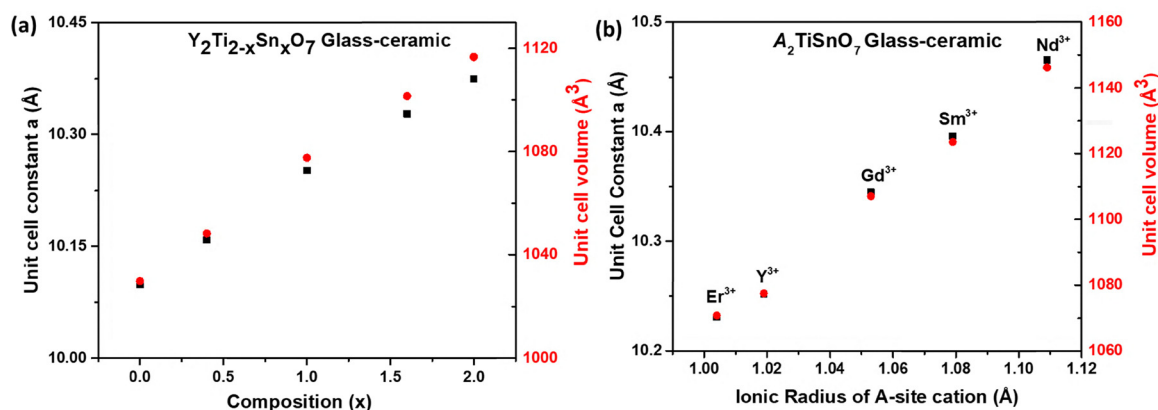 (a)
Y₂Ti₂₋ₓSnₓO₇ Glass-ceramic
Unit cell constant a (Å)
10.45
10.30
10.15
10.00
0.0 0.5 1.0 1.5 2.0
Composition (x)
1120
1080
1040
1000
Unit cell volume (Å³)
(b)
A₂TiSnO₇ Glass-ceramic
Unit Cell Constant a (Å)
10.5
10.4
10.3
10.2
Er³⁺
Y³⁺
Gd³⁺
Sm³⁺
Nd³⁺
1.00 1.02 1.04 1.06 1.08 1.10 1.12
Ionic Radius of A-site cation (Å)
1160
1140
1120
1100
1080
1060
Unit cell volume (Å³)